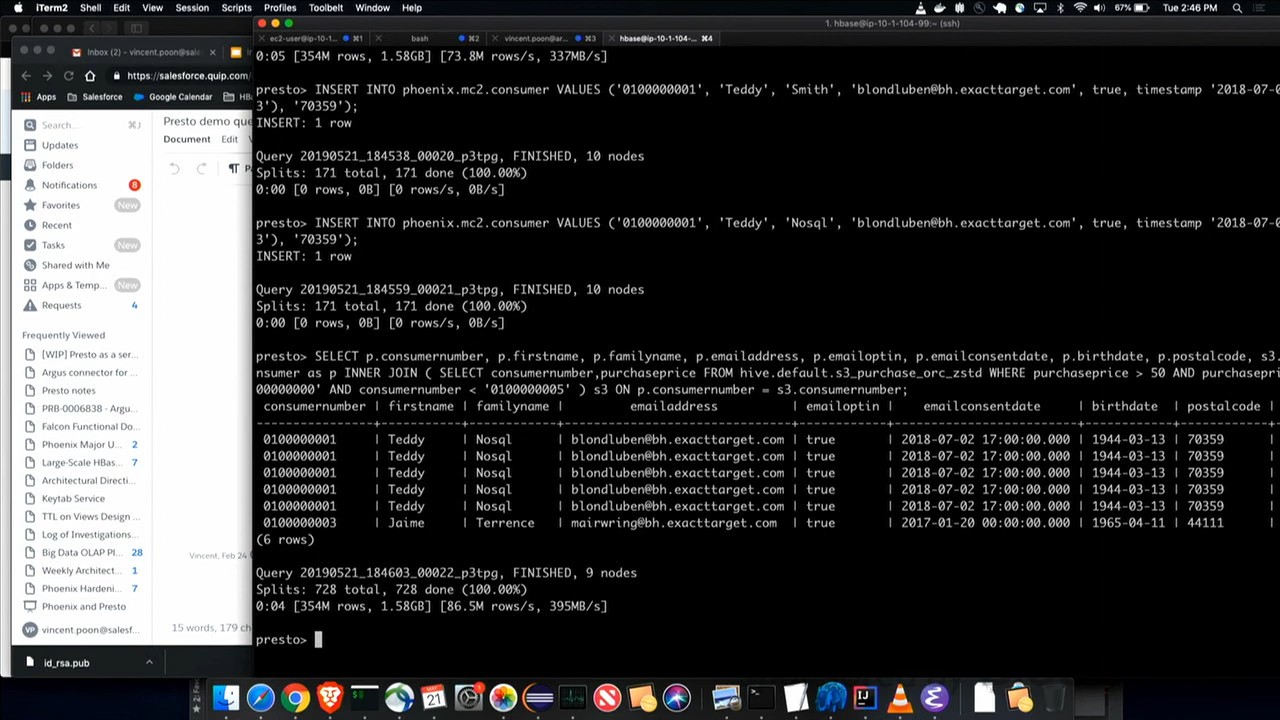 iTerm2 Shell Edit View Session Scripts Profiles Toolbelt Window Help
67% Tue 2:46 PM
1. hbase@ip-10-1-104-99:~ (ssh)
ec2-user@ip-10-1-104-... ⌘1 bash ⌘2 vincent.poon@ar... ⌘3 hbase@ip-10-1-104-... ⌘4
Inbox (2) - vincent.poon@sale
https://salesforce.quip.com/
Apps Salesforce Google Calendar HB
Search... ⌘J
Updates
Folders
Notifications 8
Favorites New
Recent
Tasks New
Shared with Me
Apps & Temp... New
Requests 4
Frequently Viewed
[WIP] Presto as a ser...
Argus connector for ...
Presto notes
PRB-0006838 - Argu...
Falcon Functional Do...
Phoenix Major U... 2
Large-Scale HBas...
Architectural Directi...
Keytab Service
TTL on Views Design ...
Log of Investigations...
Big Data OLAP Pl... 28
Weekly Architect... 1
Phoenix Hardeni... 2
Phoenix and Presto
VP vincent.poon@salesf...
id_rsa.pub
Presto demo que
Document Edit
Vincent, Feb 24
15 words, 179 ch
0:05 [354M rows, 1.58GB] [73.8M rows/s, 337MB/s]
presto> INSERT INTO phoenix.mc2.consumer VALUES ('0100000001', 'Teddy', 'Smith', 'blondluben@bh.exacttarget.com', true, timestamp '2018-07-0
3'), '70359');
INSERT: 1 row
Query 20190521_184538_00020_p3tpg, FINISHED, 10 nodes
Splits: 171 total, 171 done (100.00%)
0:00 [0 rows, 0B] [0 rows/s, 0B/s]
presto> INSERT INTO phoenix.mc2.consumer VALUES ('0100000001', 'Teddy', 'Nosql', 'blondluben@bh.exacttarget.com', true, timestamp '2018-07-0
3'), '70359');
INSERT: 1 row
Query 20190521_184559_00021_p3tpg, FINISHED, 10 nodes
Splits: 171 total, 171 done (100.00%)
0:00 [0 rows, 0B] [0 rows/s, 0B/s]
presto> SELECT p.consumernumber, p.firstname, p.familyname, p.emailaddress, p.emailoptin, p.emailconsentdate, p.birthdate, p.postalcode, s3.
nsumer as p INNER JOIN ( SELECT consumernumber,purchaseprice FROM hive.default.s3_purchase_orc_zstd WHERE purchaseprice > 50 AND purchasepri
00000000' AND consumernumber < '0100000005' ) s3 ON p.consumernumber = s3.consumernumber;
consumernumber | firstname | familyname | emailaddress | emailoptin | emailconsentdate | birthdate | postalcode |
0100000001 | Teddy | Nosql | blondluben@bh.exacttarget.com | true | 2018-07-02 17:00:00.000 | 1944-03-13 | 70359 |
0100000001 | Teddy | Nosql | blondluben@bh.exacttarget.com | true | 2018-07-02 17:00:00.000 | 1944-03-13 | 70359 |
0100000001 | Teddy | Nosql | blondluben@bh.exacttarget.com | true | 2018-07-02 17:00:00.000 | 1944-03-13 | 70359 |
0100000001 | Teddy | Nosql | blondluben@bh.exacttarget.com | true | 2018-07-02 17:00:00.000 | 1944-03-13 | 70359 |
0100000001 | Teddy | Nosql | blondluben@bh.exacttarget.com | true | 2018-07-02 17:00:00.000 | 1944-03-13 | 70359 |
0100000003 | Jaime | Terrence | mairwring@bh.exacttarget.com | true | 2017-01-20 00:00:00.000 | 1965-04-11 | 44111 |
(6 rows)
Query 20190521_184603_00022_p3tpg, FINISHED, 9 nodes
Splits: 728 total, 728 done (100.00%)
0:04 [354M rows, 1.58GB] [86.5M rows/s, 395MB/s]
presto>